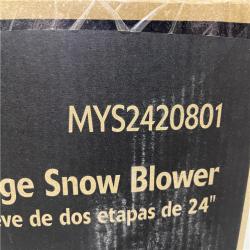 MYS2420801
ge Snow Blower
eve de dos etapas de 24"